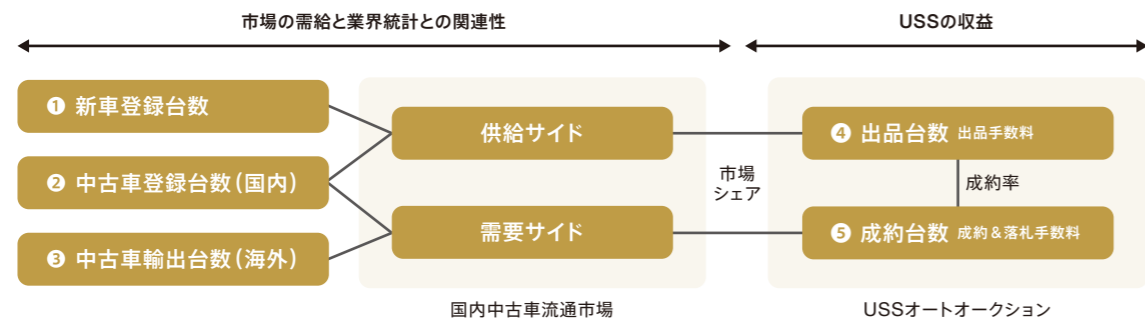 市場の需給と業界統計との関連性
USSの収益
❶ 新車登録台数
❷ 中古車登録台数（国内）
❸ 中古車輸出台数（海外）
供給サイド
需要サイド
国内中古車流通市場
市場
シェア
❹ 出品台数 出品手数料
成約率
❺ 成約台数 成約＆落札手数料
USSオートオークション